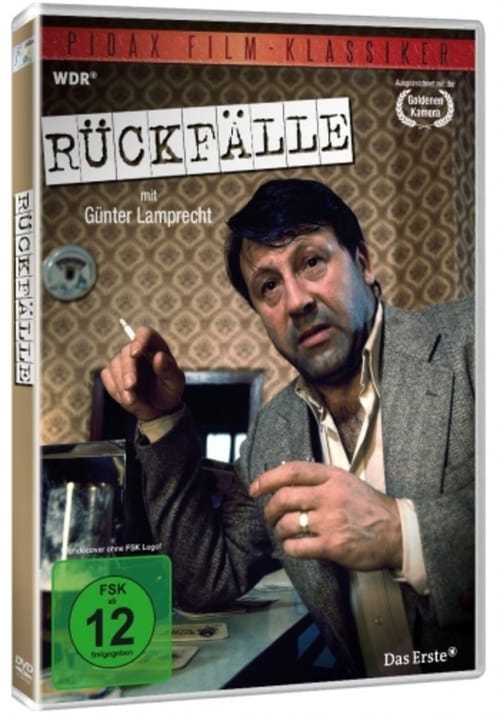 PIDAX FILM-KLASSIKER
WDR®
Ausgezeichnet mit der
Goldenen
Kamera
RÜCKFÄLLE
mit
Günter Lamprecht
RÜCKFÄLLE
Wendecover ohne FSK Logo!
FSK
ab
12
freigegeben
Das Erste
DVD